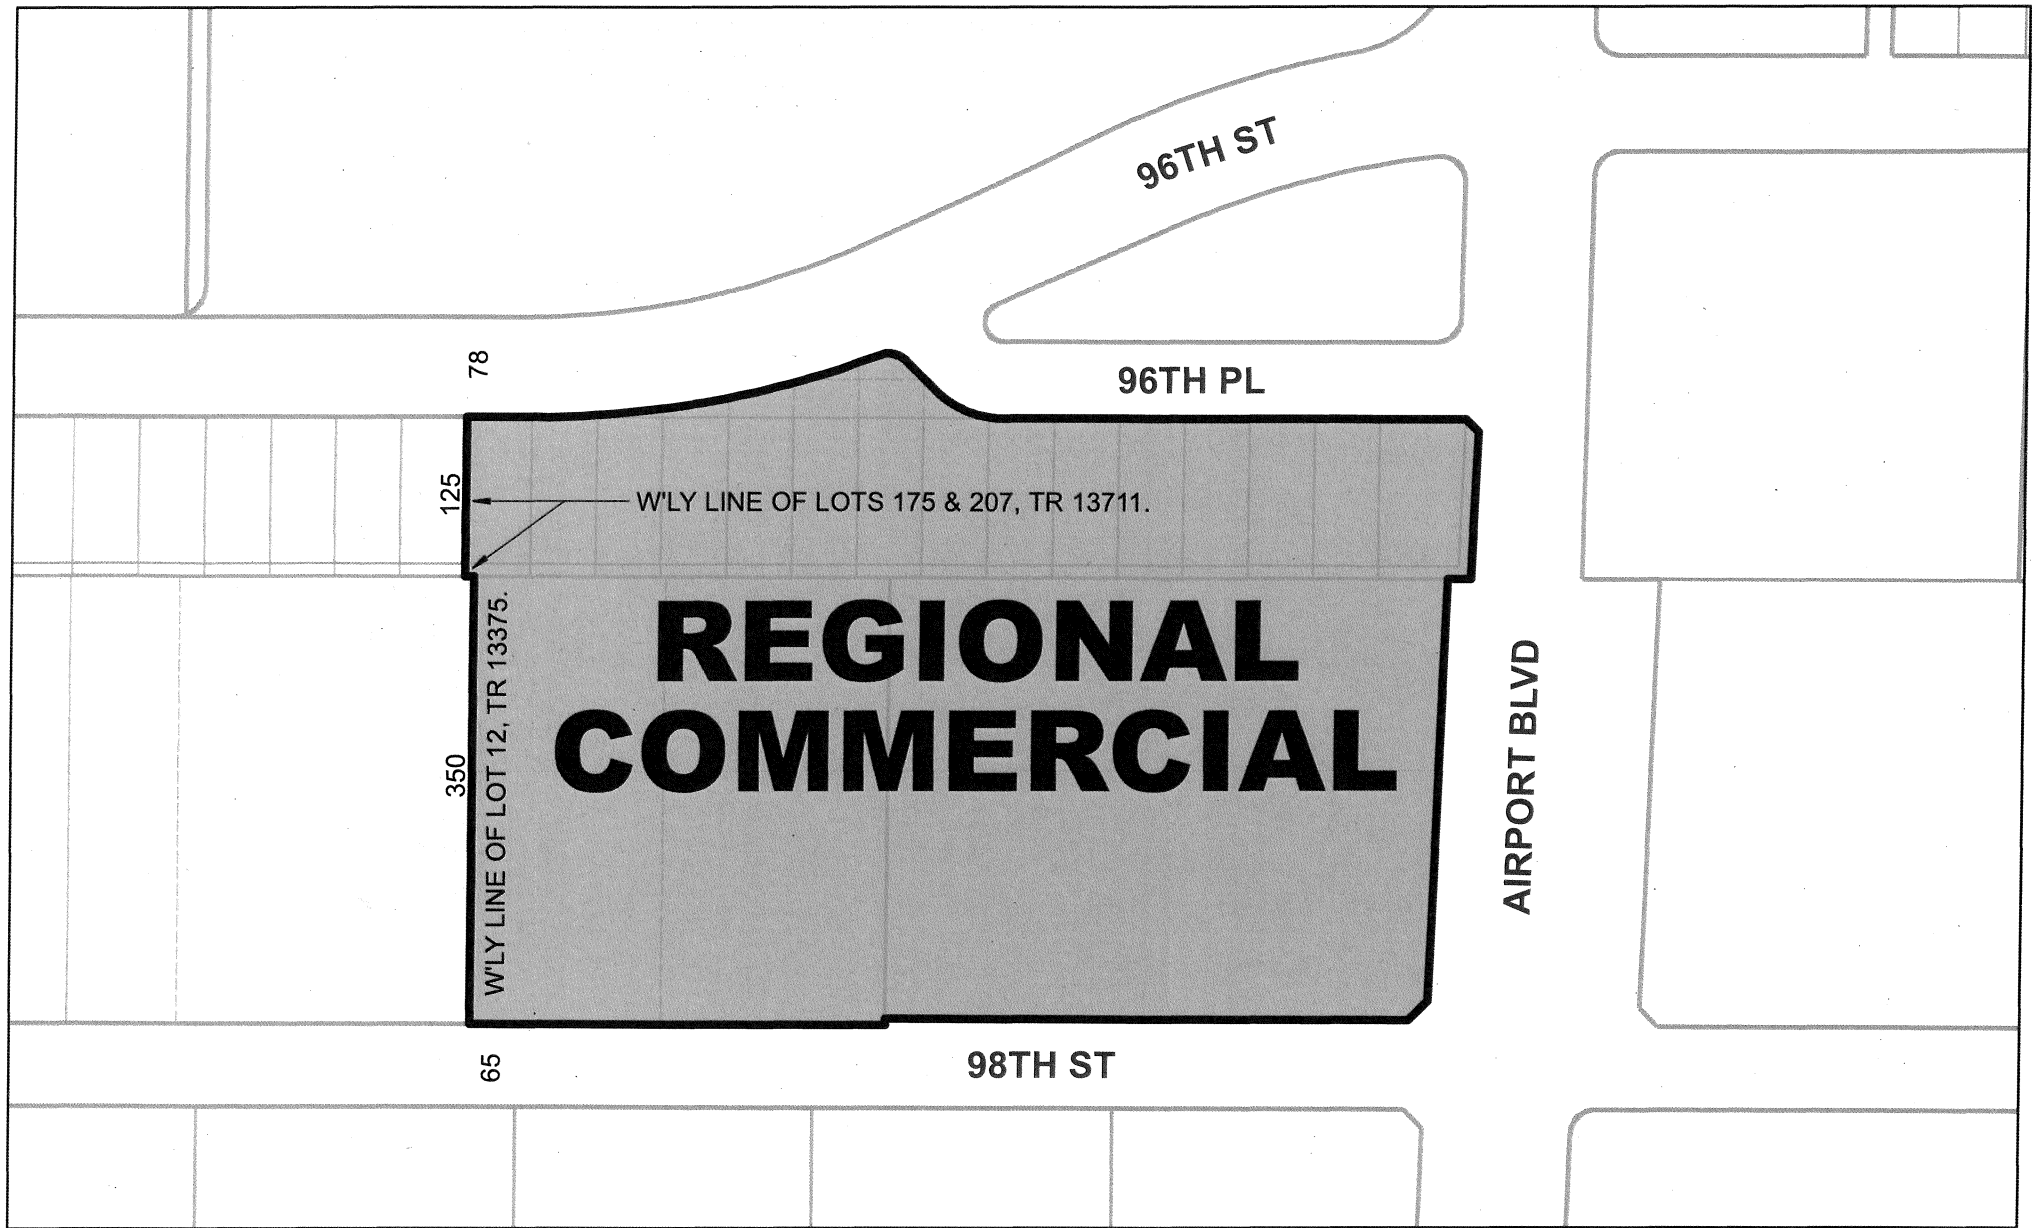 96TH ST
78
96TH PL
125
W'LY LINE OF LOTS 175 & 207, TR 13711.
REGIONAL
COMMERCIAL
350
W'LY LINE OF LOT 12, TR 13375.
AIRPORT BLVD
65
98TH ST